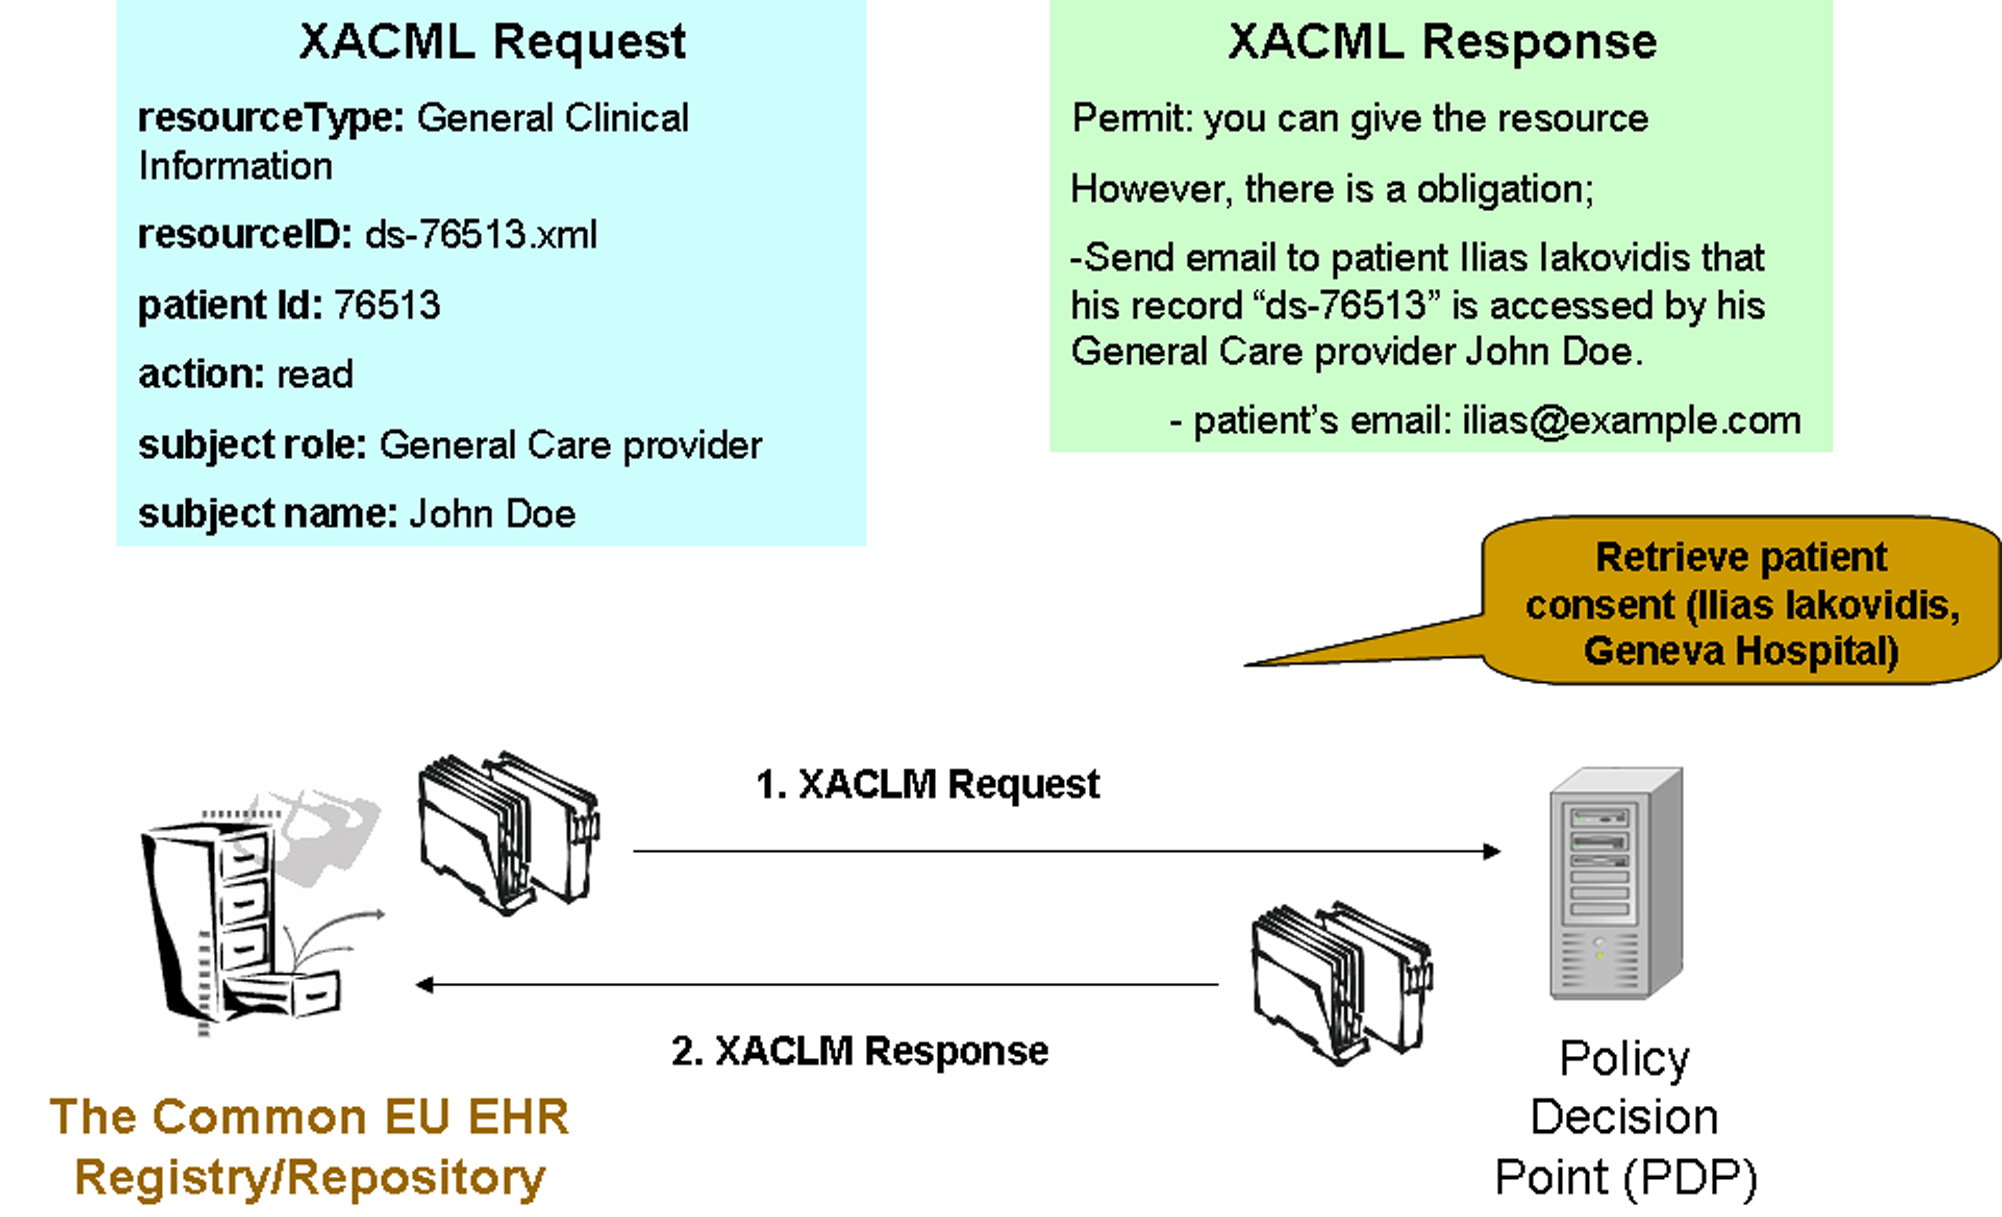 XACML Request
resourceType: General Clinical
Information
resourceID: ds-76513.xml
patient Id: 76513
action: read
subject role: General Care provider
subject name: John Doe
XACML Response
Permit: you can give the resource
However, there is a obligation;
-Send email to patient Ilias Iakovidis that
his record “ds-76513” is accessed by his
General Care provider John Doe.
- patient’s email: ilias@example.com
Retrieve patient
consent (Ilias Iakovidis,
Geneva Hospital)
1. XACLM Request
2. XACLM Response
The Common EU EHR
Registry/Repository
Policy
Decision
Point (PDP)